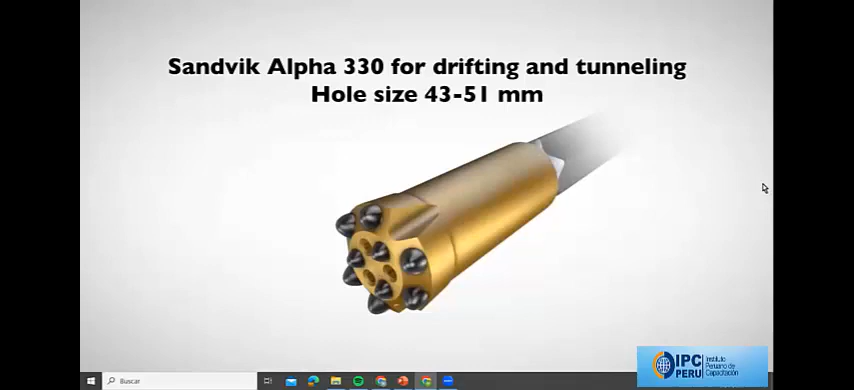 Sandvik Alpha 330 for drifting and tunneling
Hole size 43-51 mm
IPC
PERU
Instituto
Peruano de
Capacitación
Buscar